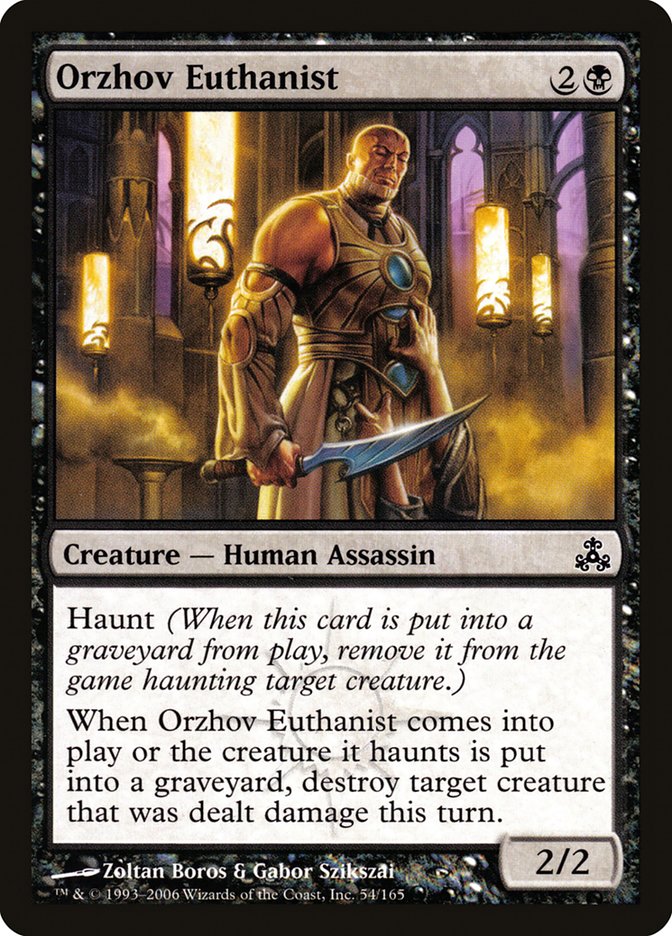 Orzhov Euthanist 2
Creature — Human Assassin
Haunt (When this card is put into a
graveyard from play, remove it from the
game haunting target creature.)
When Orzhov Euthanist comes into
play or the creature it haunts is put
into a graveyard, destroy target creature
that was dealt damage this turn.
2/2
Zoltan Boros & Gabor Szikszai
™ & © 1993–2006 Wizards of the Coast, Inc. 54/165